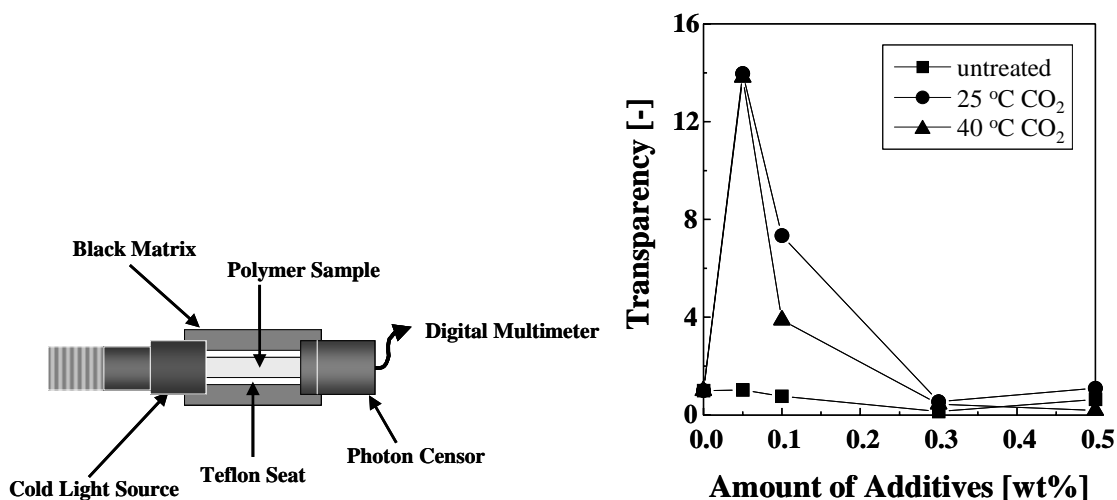 Black Matrix
Polymer Sample
Digital Multimeter
Photon Censor
Teflon Seat
Cold Light Source
16
12
8
4
0
Transparency [-]
untreated
25 °C CO₂
40 °C CO₂
0.0 0.1 0.2 0.3 0.4 0.5
Amount of Additives [wt%]